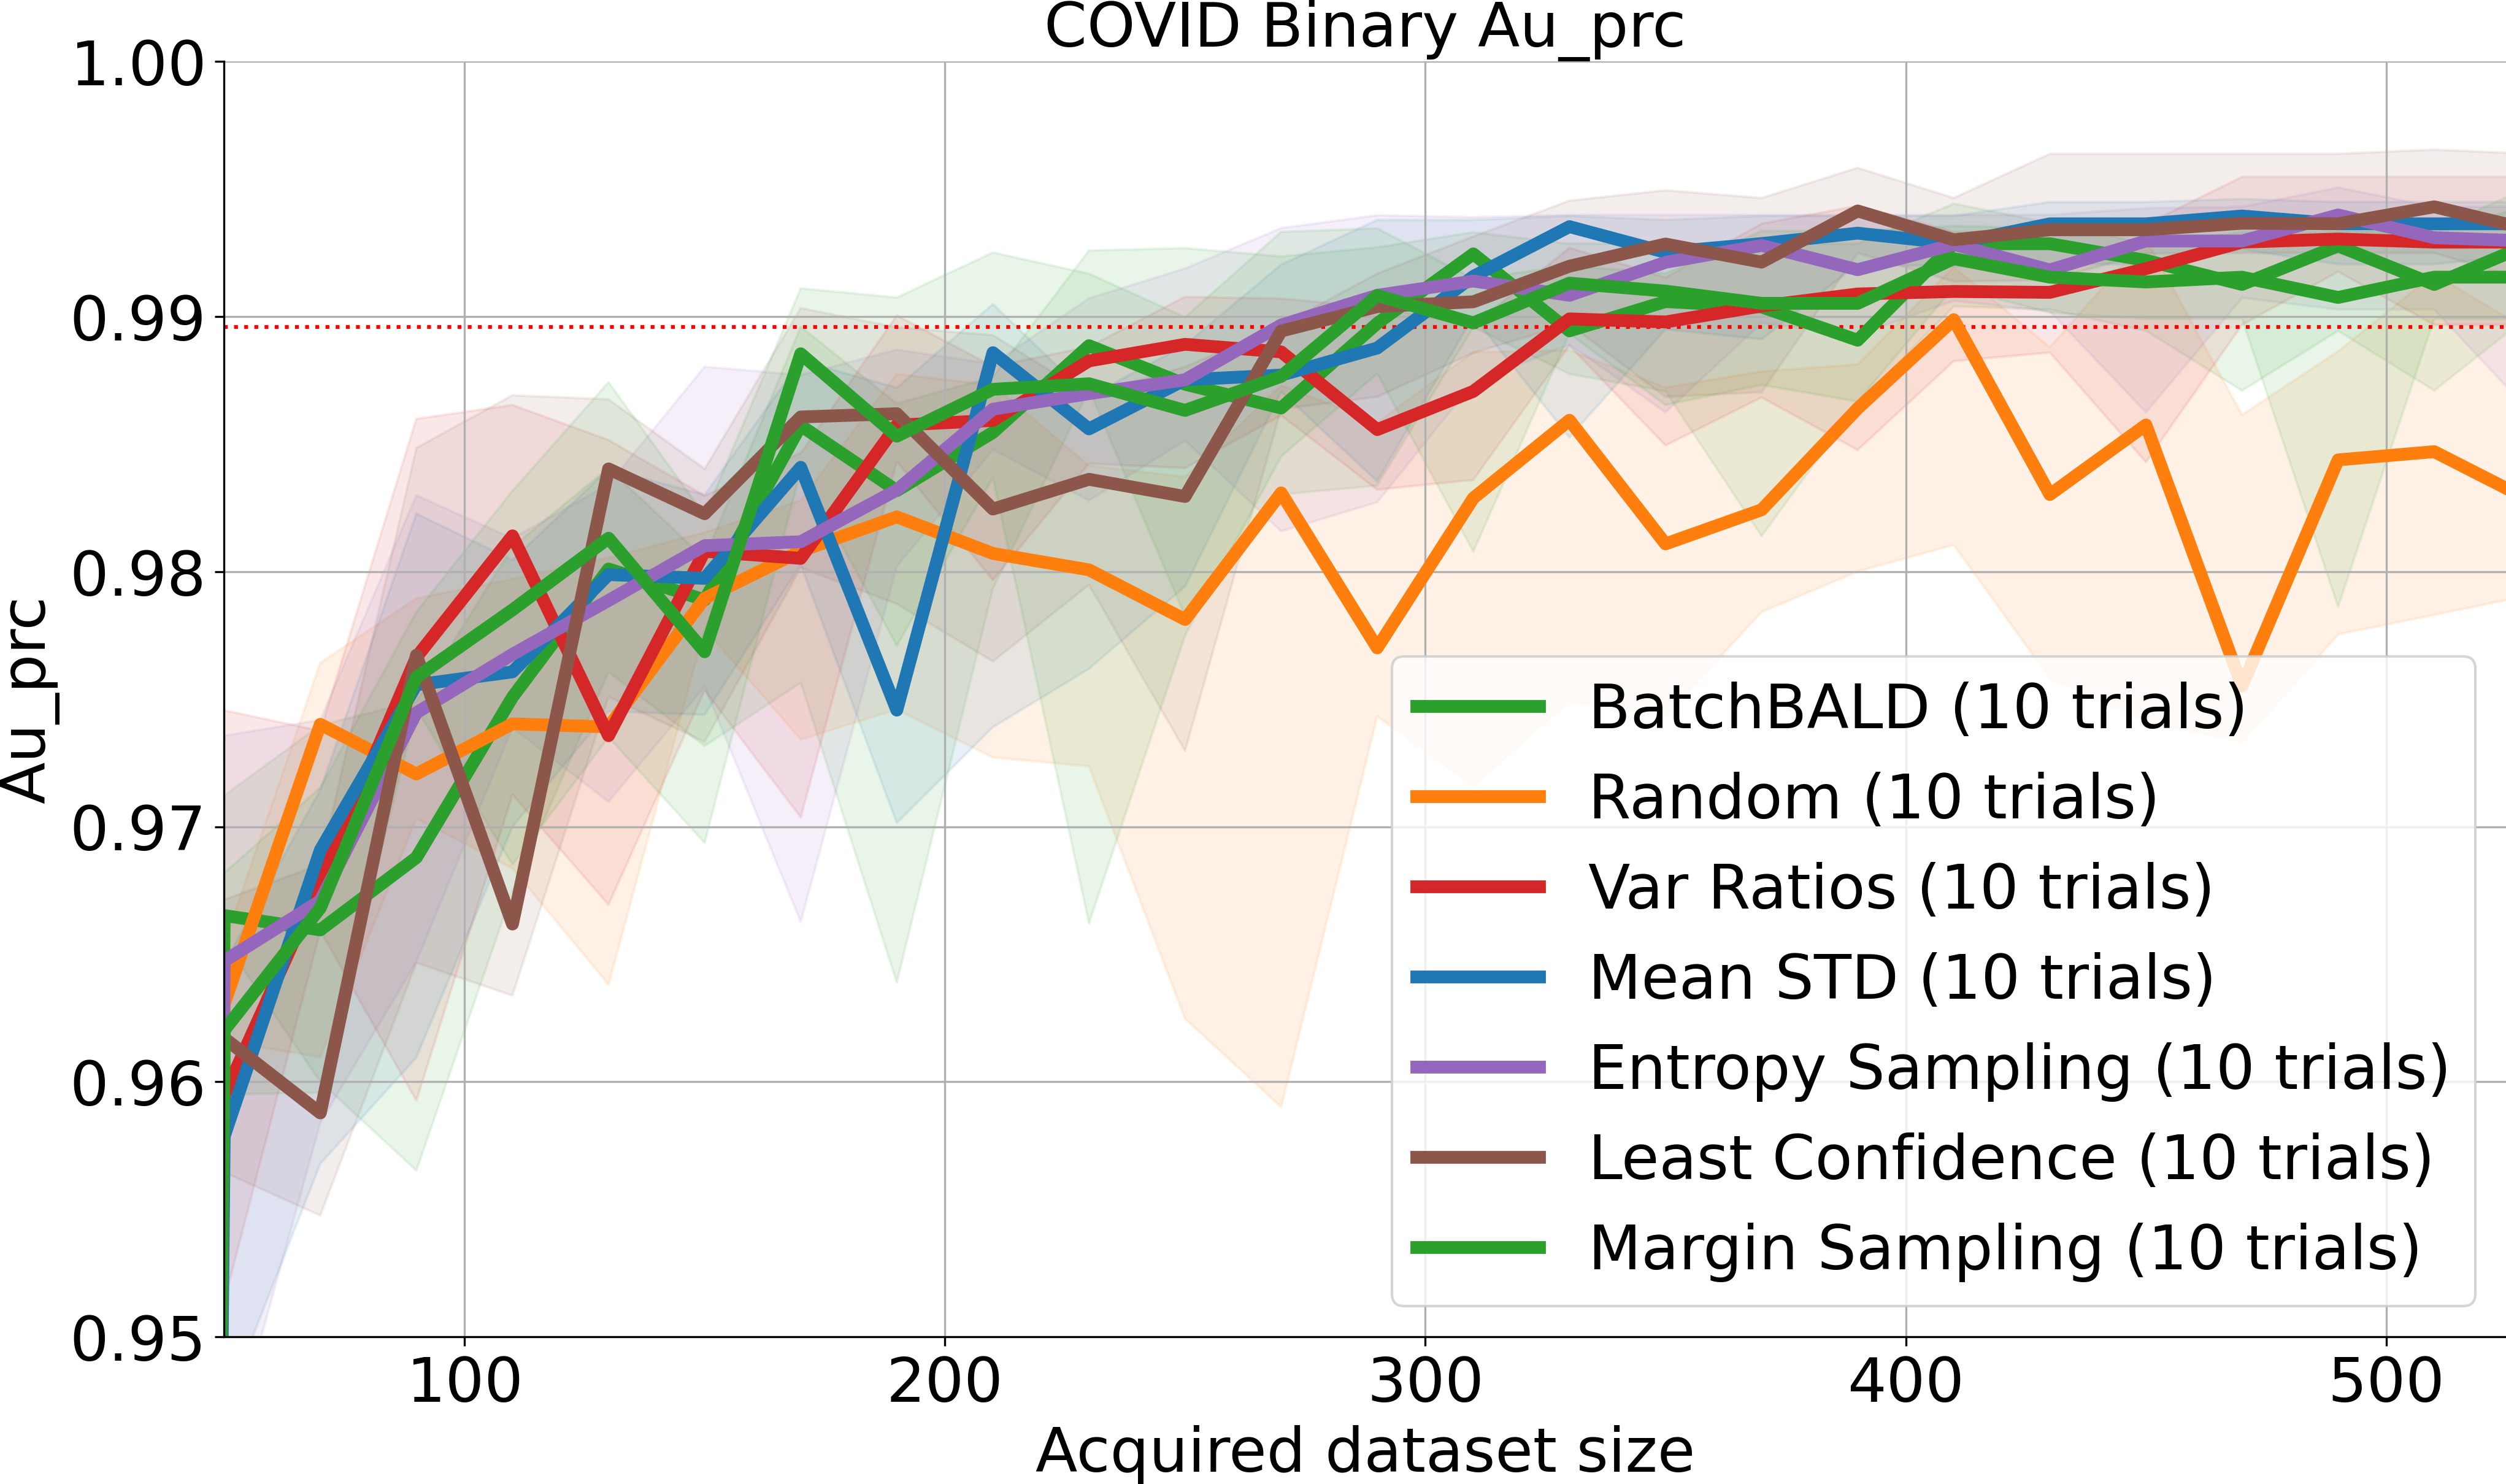 COVID Binary Au_prc
1.00
0.99
0.98
0.97
0.96
0.95
Au_prc
100
200
300
400
500
Acquired dataset size
BatchBALD (10 trials)
Random (10 trials)
Var Ratios (10 trials)
Mean STD (10 trials)
Entropy Sampling (10 trials)
Least Confidence (10 trials)
Margin Sampling (10 trials)